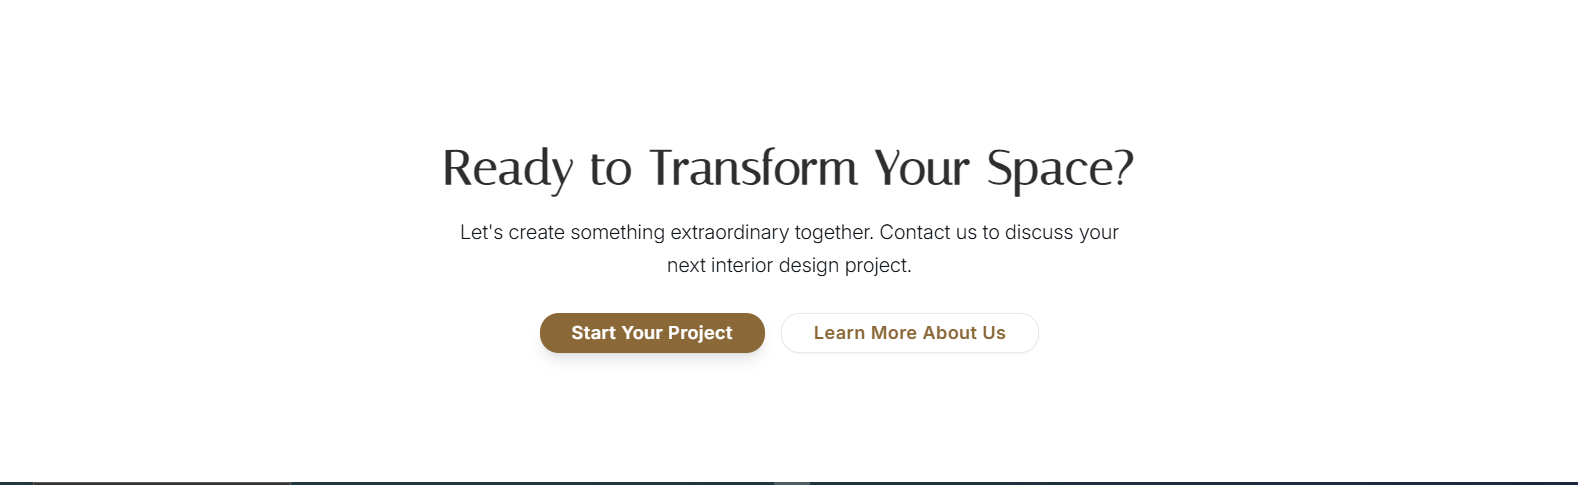 Ready to Transform Your Space?
Let's create something extraordinary together. Contact us to discuss your
next interior design project.
Start Your Project
Learn More About Us